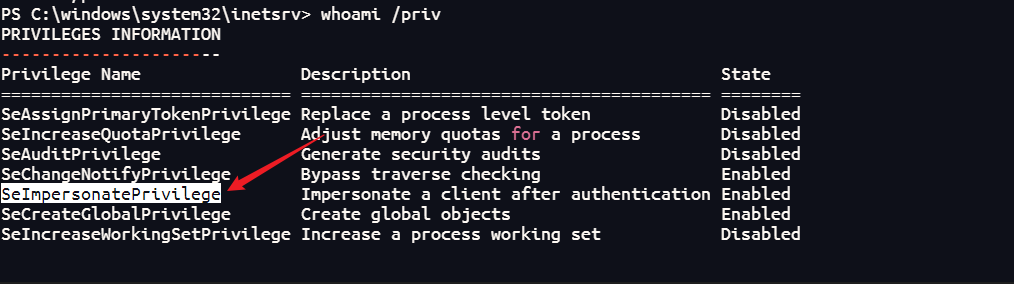 PS C:\windows\system32\inetsrv> whoami /priv
PRIVILEGES INFORMATION
----------------------
Privilege Name                Description                               State
============================= ========================================= ========
SeAssignPrimaryTokenPrivilege Replace a process level token             Disabled
SeIncreaseQuotaPrivilege      Adjust memory quotas for a process        Disabled
SeAuditPrivilege              Generate security audits                  Disabled
SeChangeNotifyPrivilege       Bypass traverse checking                  Enabled
SeImpersonatePrivilege        Impersonate a client after authentication Enabled
SeCreateGlobalPrivilege       Create global objects                     Enabled
SeIncreaseWorkingSetPrivilege Increase a process working set            Disabled